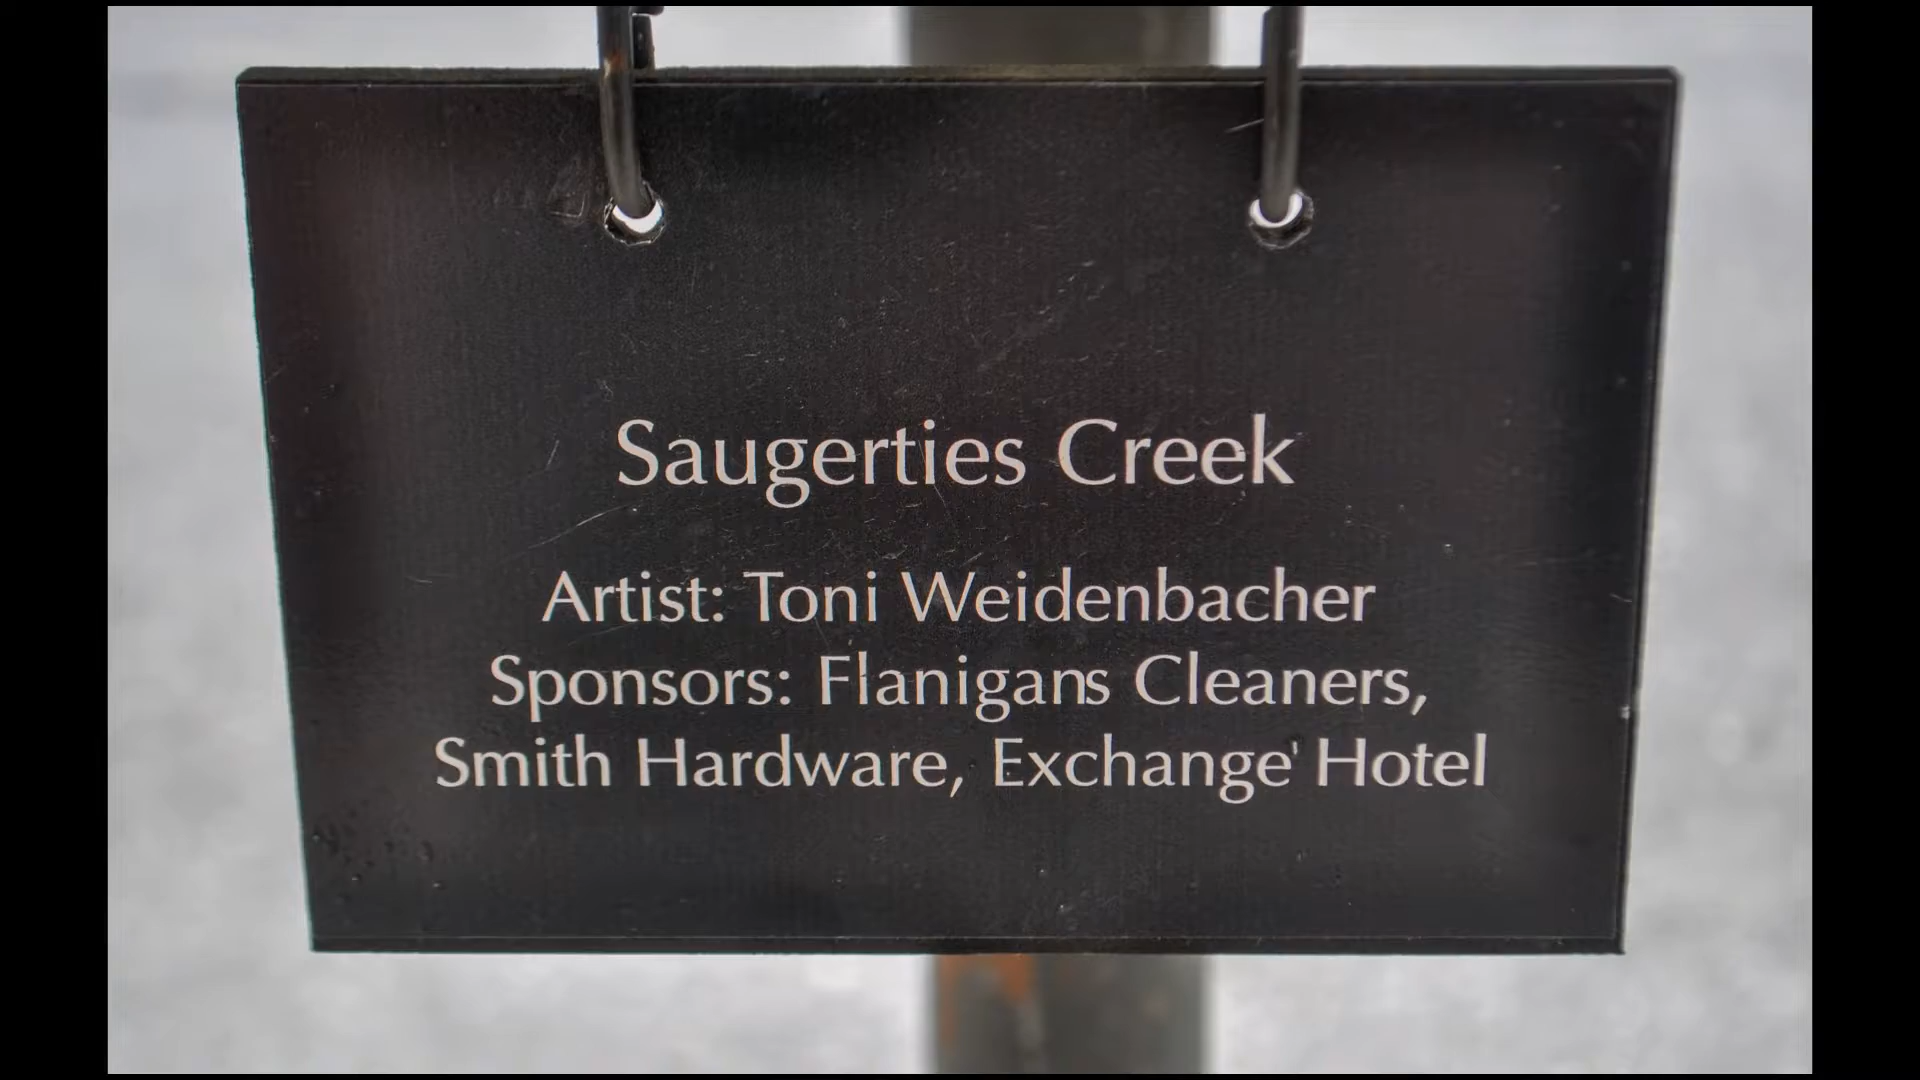 Saugerties Creek
Artist: Toni Weidenbacher
Sponsors: Flanigans Cleaners,
Smith Hardware, Exchange' Hotel